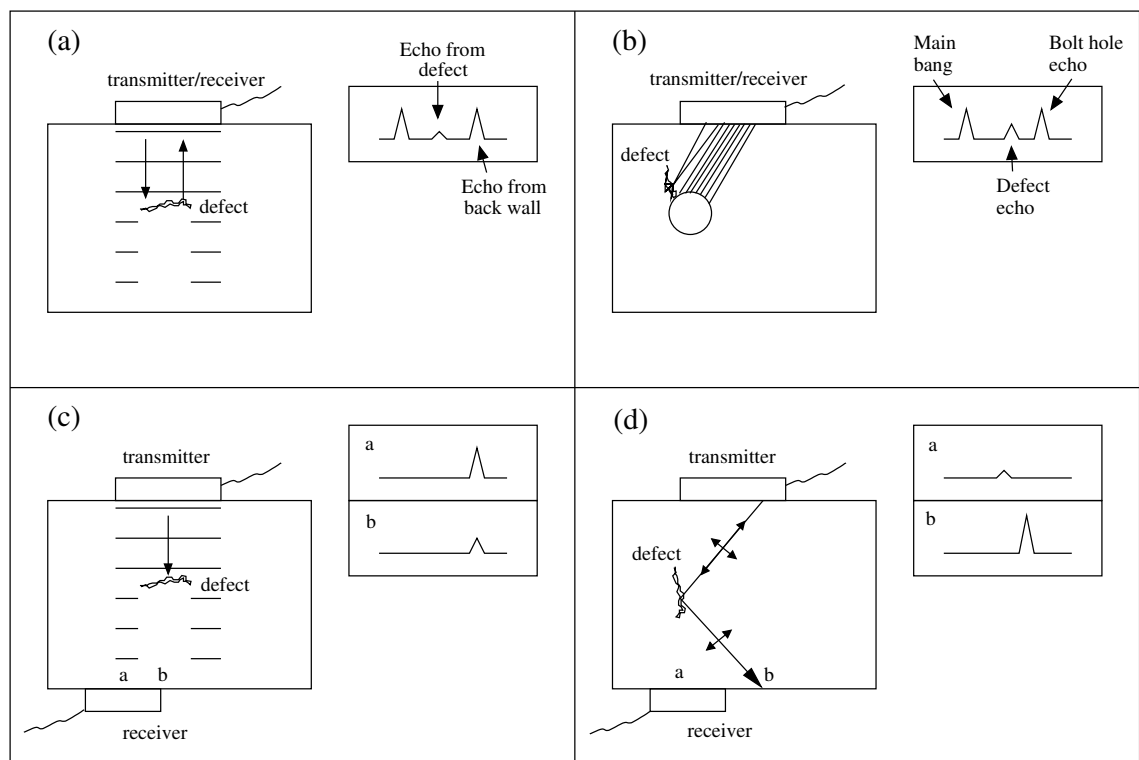 (a)
transmitter/receiver
Echo from
defect
defect
Echo from
back wall
(b)
transmitter/receiver
defect
Main
bang
Bolt hole
echo
Defect
echo
(c)
transmitter
defect
a b
receiver
a
b
(d)
transmitter
defect
a b
receiver
a
b